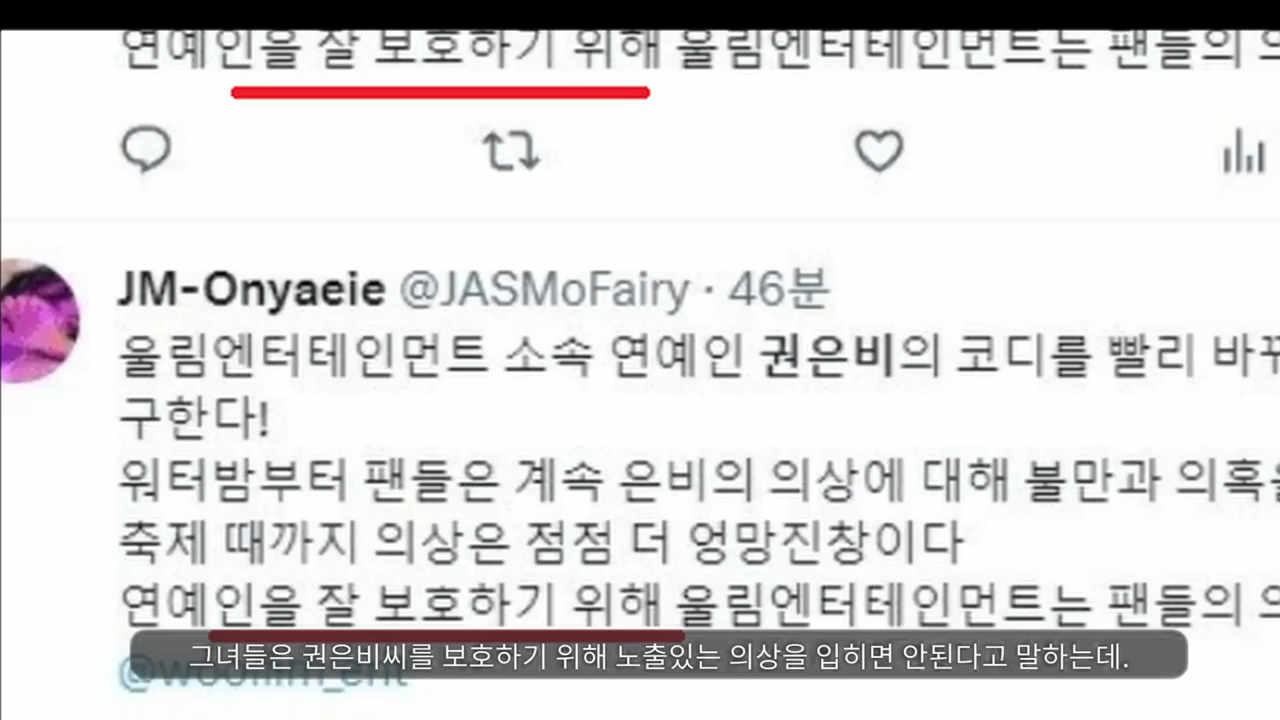 연예인을 잘 보호하기 위해 울림엔터테인먼트는 팬들의
JM-Onyaeie @JASMoFairy · 46분
울림엔터테인먼트 소속 연예인 권은비의 코디를 빨리
구한다!
워터밤부터 팬들은 계속 은비의 의상에 대해 불만과
축제 때까지 의상은 점점 더 엉망진창이다
연예인을 잘 보호하기 위해 울림엔터테인먼트는 팬들의
그녀들은 권은비씨를 보호하기 위해 노출있는 의상을 입히면 안된다고 말하는데.